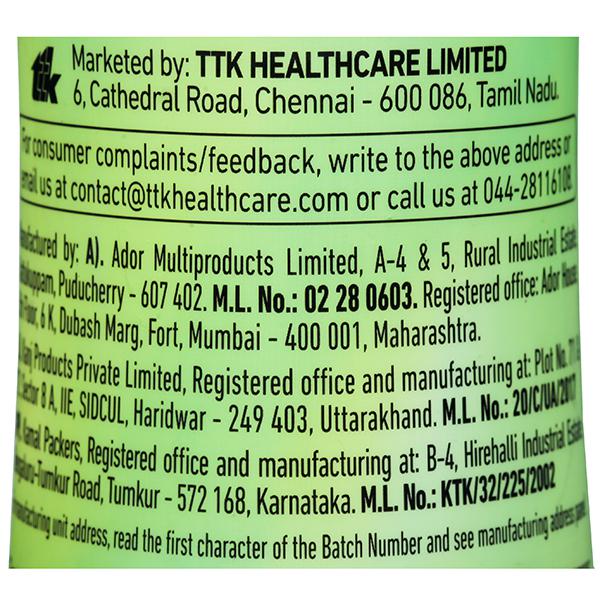 ttk Marketed by: TTK HEALTHCARE LIMITED
6, Cathedral Road, Chennai - 600 086, Tamil Nadu.
For consumer complaints/feedback, write to the above address or
email us at contact@ttkhealthcare.com or call us at 044-28116108
by: A). Ador Multiproducts Limited, A-4 & 5, Rural Industrial Estate,
Puducherry - 607 402. M.L. No.: 02 28 0603. Registered office: Ador House,
Floor, 6 K, Dubash Marg, Fort, Mumbai - 400 001, Maharashtra.
Products Private Limited, Registered office and manufacturing at: Plot No. 71
Sector 8 A, IIE, SIDCUL, Haridwar - 249 403, Uttarakhand. M.L. No.: 20/C/UA/2017
Kamal Packers, Registered office and manufacturing at: B-4, Hirehalli Industrial Estate
-Tumkur Road, Tumkur - 572 168, Karnataka. M.L. No.: KTK/32/225/2002
unit address, read the first character of the Batch Number and see manufacturing address